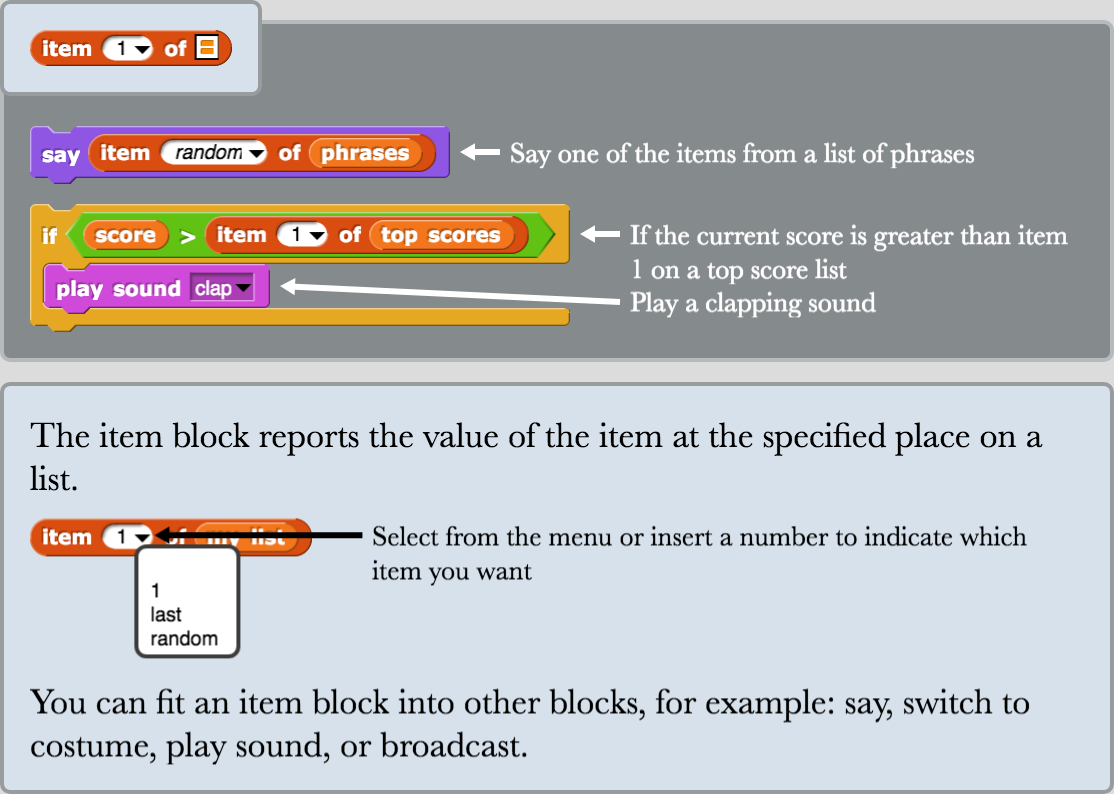 item 1 of
say item random of phrases
Say one of the items from a list of phrases
if score > item 1 of top scores
If the current score is greater than item
1 on a top score list
play sound clap
Play a clapping sound
The item block reports the value of the item at the specified place on a
list.
item 1 of my list
Select from the menu or insert a number to indicate which
item you want
1
last
random
You can fit an item block into other blocks, for example: say, switch to
costume, play sound, or broadcast.